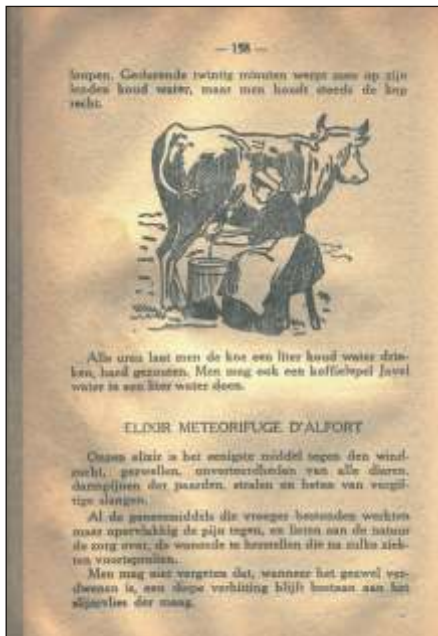 — 158 —
loopen. Gedurende twintig minuten werpt men op zijn
lenden koud water, maar men houdt steeds de kop
recht.
Alle uren laat men de koe een liter koud water drin-
ken, hard gezouten. Men mag ook een koffielepel Javel
water in een liter water doen.
ELIXIR METEORIFUGE D'ALFORT
Onzen elixir is het eenigste middel tegen den wind-
zucht, gezwellen, onverteerdheden van alle dieren,
darmpijnen der paarden, stralen en beten van vergif-
tige slangen.
Al de geneesmiddels die vroeger bestonden werkten
maar oppervlakkig de pijn tegen, en lieten aan de natuur
de zorg over, de wanorde te herstellen die na zulke ziek-
ten voortspruiten.
Men mag niet vergeten dat, wanneer het gezwel ver-
dwenen is, een diepe verhitting blijft bestaan aan het
slijmvlies der maag.